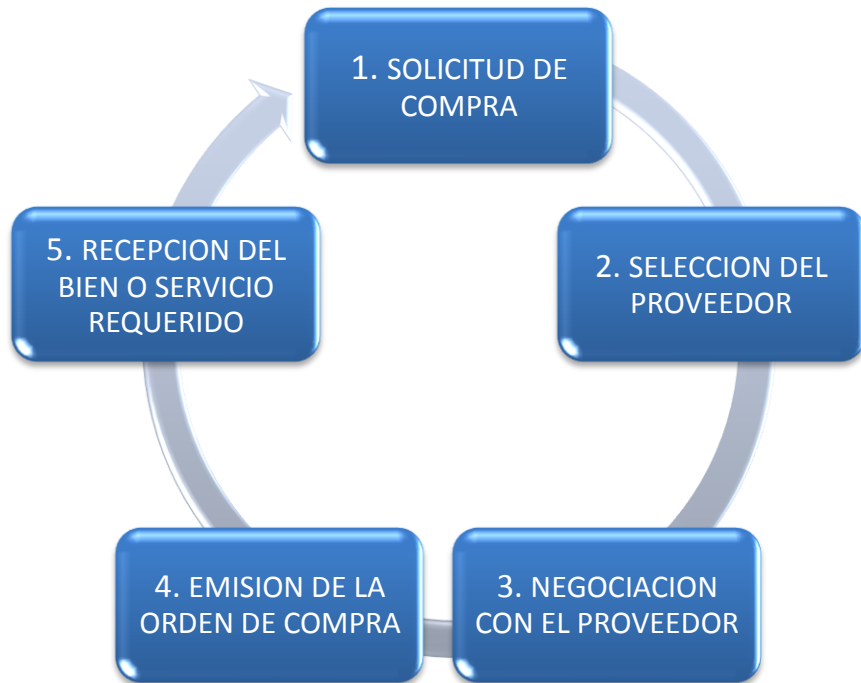 1. SOLICITUD DE
COMPRA
2. SELECCION DEL
PROVEEDOR
3. NEGOCIACION
CON EL PROVEEDOR
4. EMISION DE LA
ORDEN DE COMPRA
5. RECEPCION DEL
BIEN O SERVICIO
REQUERIDO